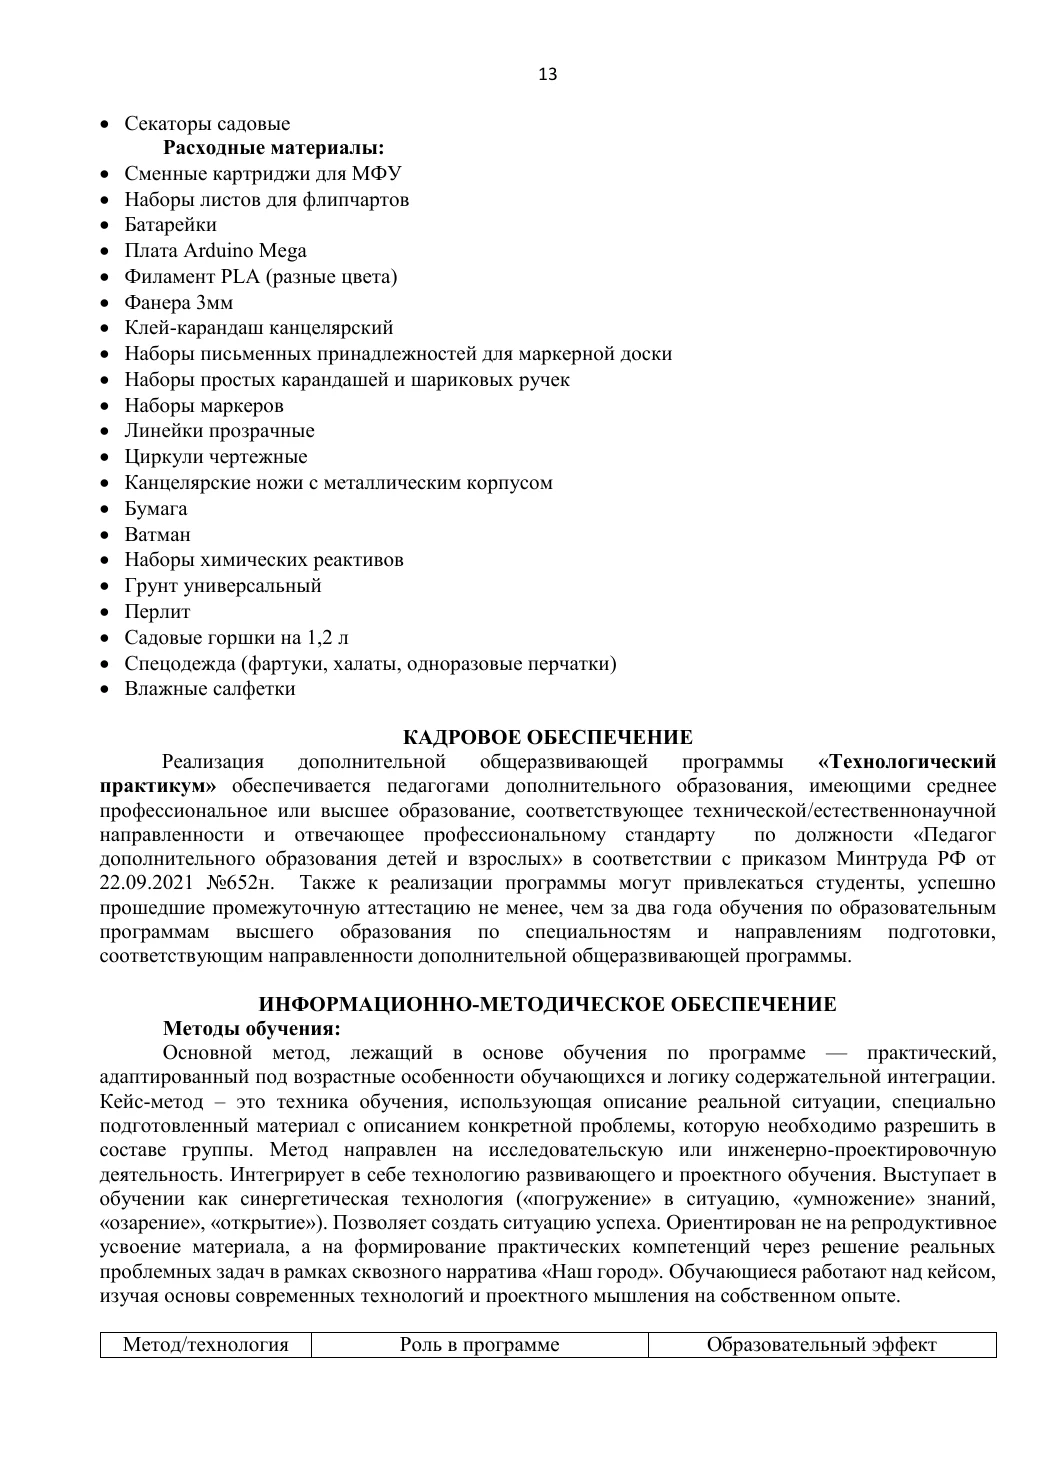 13
• Секаторы садовые
Расходные материалы:
• Сменные картриджи для МФУ
• Наборы листов для флипчартов
• Батарейки
• Плата Arduino Mega
• Филамент PLA (разные цвета)
• Фанера 3мм
• Клей-карандаш канцелярский
• Наборы письменных принадлежностей для маркерной доски
• Наборы простых карандашей и шариковых ручек
• Наборы маркеров
• Линейки прозрачные
• Циркули чертежные
• Канцелярские ножи с металлическим корпусом
• Бумага
• Ватман
• Наборы химических реактивов
• Грунт универсальный
• Перлит
• Садовые горшки на 1,2 л
• Спецодежда (фартуки, халаты, одноразовые перчатки)
• Влажные салфетки
КАДРОВОЕ ОБЕСПЕЧЕНИЕ
Реализация дополнительной общеразвивающей программы «Технологический
практикум» обеспечивается педагогами дополнительного образования, имеющими среднее
профессиональное или высшее образование, соответствующее технической/естественнонаучной
направленности и отвечающее профессиональному стандарту по должности «Педагог
дополнительного образования детей и взрослых» в соответствии с приказом Минтруда РФ от
22.09.2021 №652н. Также к реализации программы могут привлекаться студенты, успешно
прошедшие промежуточную аттестацию не менее, чем за два года обучения по образовательным
программам высшего образования по специальностям и направлениям подготовки,
соответствующим направленности дополнительной общеразвивающей программы.
ИНФОРМАЦИОННО-МЕТОДИЧЕСКОЕ ОБЕСПЕЧЕНИЕ
Методы обучения:
Основной метод, лежащий в основе обучения по программе — практический,
адаптированный под возрастные особенности обучающихся и логику содержательной интеграции.
Кейс-метод – это техника обучения, использующая описание реальной ситуации, специально
подготовленный материал с описанием конкретной проблемы, которую необходимо разрешить в
составе группы. Метод направлен на исследовательскую или инженерно-проектировочную
деятельность. Интегрирует в себе технологию развивающего и проектного обучения. Выступает в
обучении как синергетическая технология («погружение» в ситуацию, «умножение» знаний,
«озарение», «открытие»). Позволяет создать ситуацию успеха. Ориентирован не на репродуктивное
усвоение материала, а на формирование практических компетенций через решение реальных
проблемных задач в рамках сквозного нарратива «Наш город». Обучающиеся работают над кейсом,
изучая основы современных технологий и проектного мышления на собственном опыте.
Метод/технология Роль в программе Образовательный эффект